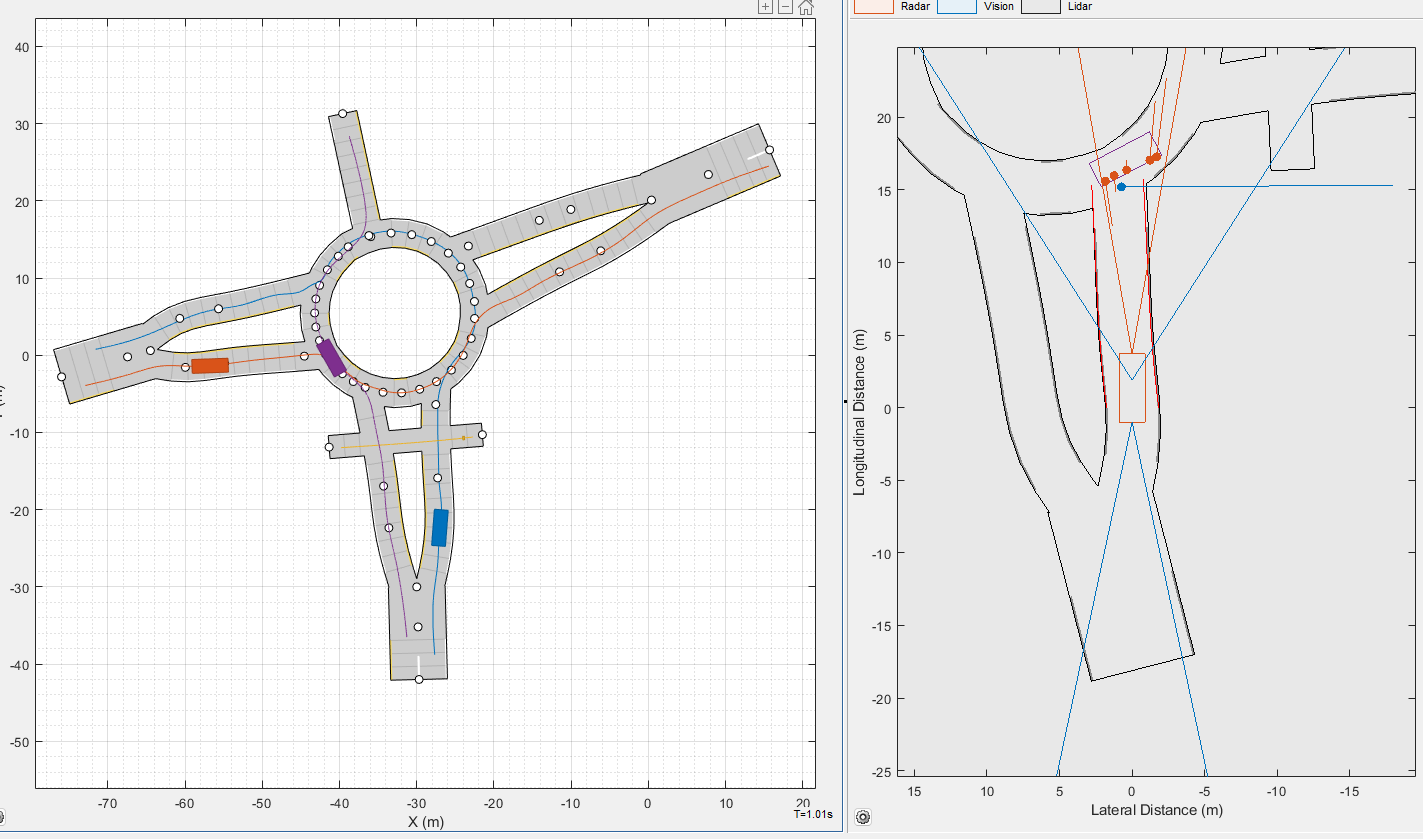 Radar Vision Lidar
40
30
20
10
0
-10
-20
-30
-40
-50
-70 -60 -50 -40 -30 -20 -10 0 10 20
X (m)
T=1.01s
20
15
10
5
0
-5
-10
-15
-20
-25
Longitudinal Distance (m)
15 10 5 0 -5 -10 -15
Lateral Distance (m)